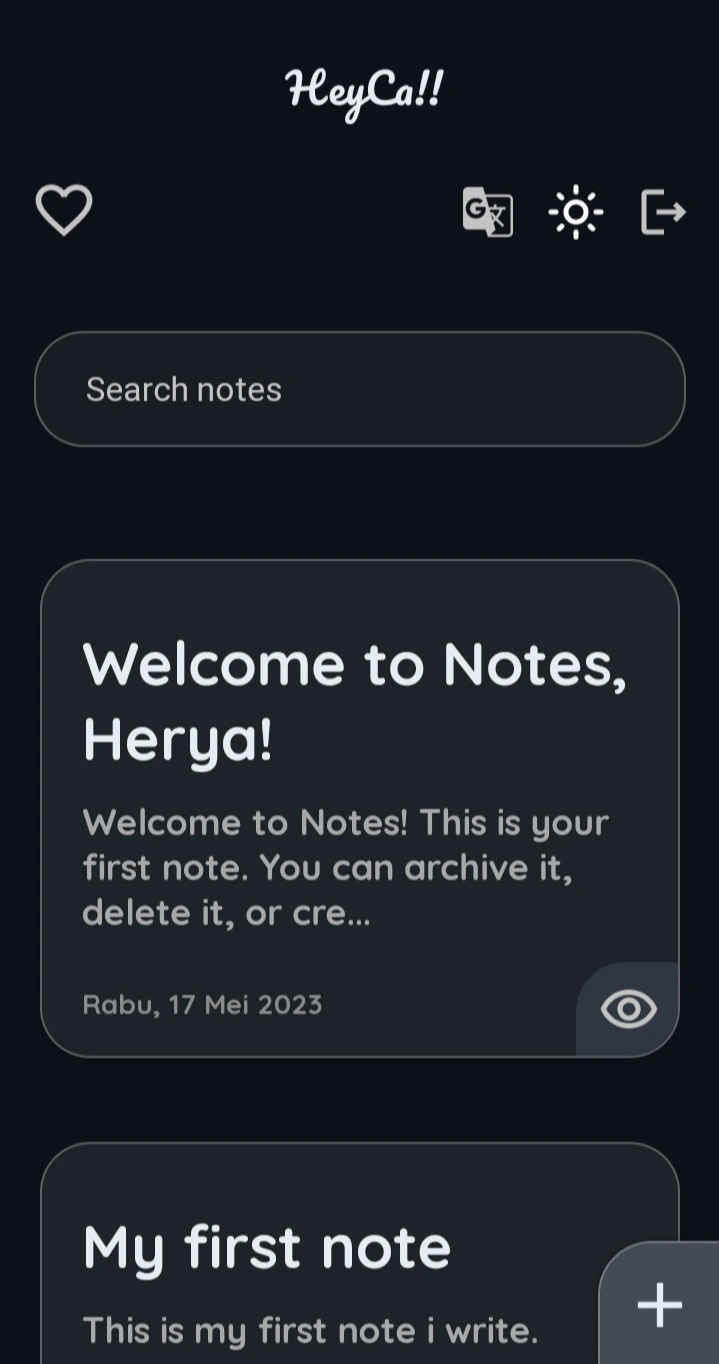 HeyCa!!
Search notes
Welcome to Notes,
Herya!
Welcome to Notes! This is your
first note. You can archive it,
delete it, or cre...
Rabu, 17 Mei 2023
My first note
This is my first note i write.